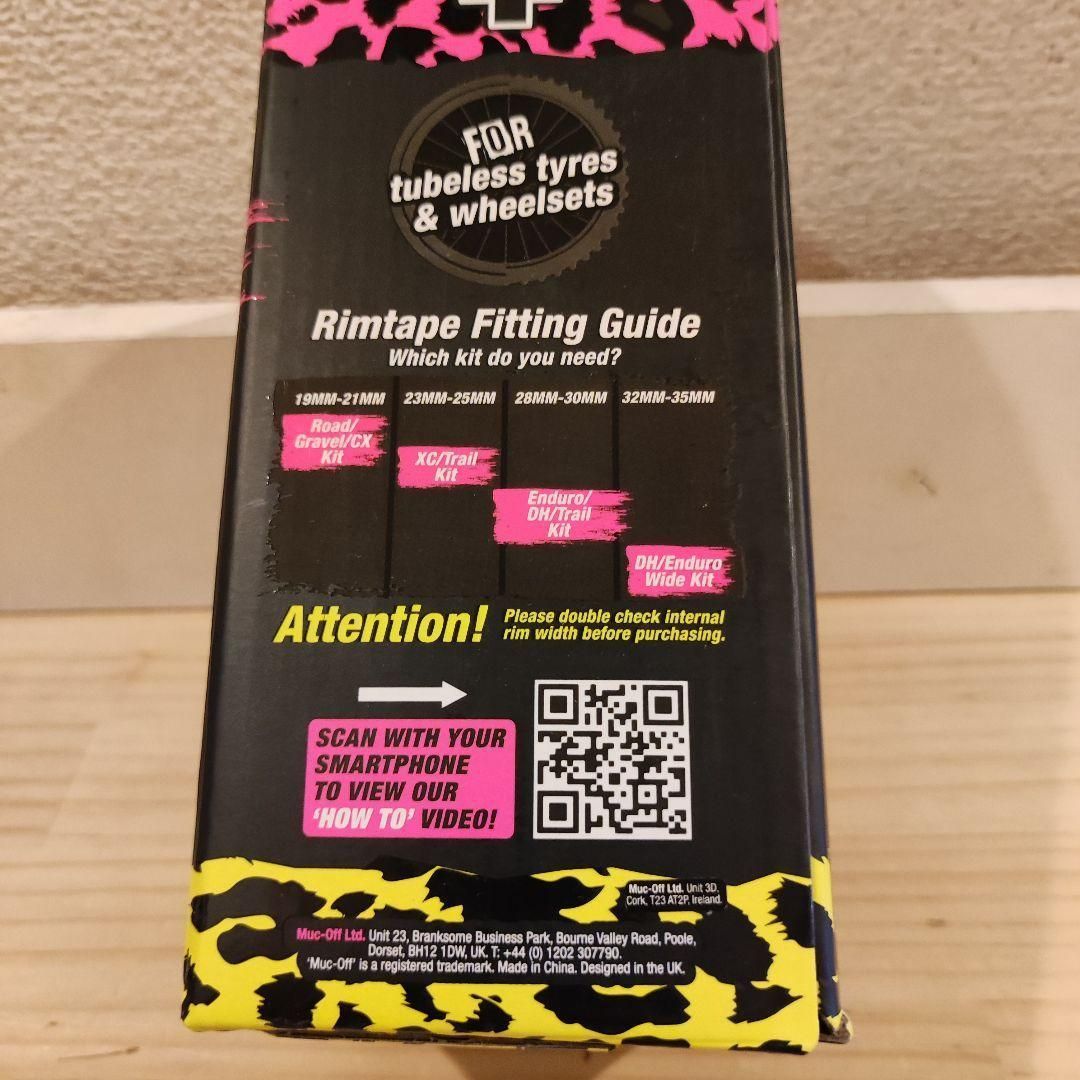 FOR
tubeless tyres
& wheelsets
Rimtape Fitting Guide
Which kit do you need?
19MM-21MM 23MM-25MM 28MM-30MM 32MM-35MM
Road/
Gravel/CX
Kit
XC/Trail
Kit
Enduro/
DH/Trail
Kit
DH/Enduro
Wide Kit
Attention!
Please double check internal
rim width before purchasing.
SCAN WITH YOUR
SMARTPHONE
TO VIEW OUR
‘HOW TO’ VIDEO!
Muc-Off Ltd. Unit 3D,
Cork, T23 AT2P, Ireland.
Muc-Off Ltd. Unit 23, Branksome Business Park, Bourne Valley Road, Poole,
Dorset, BH12 1DW, UK. T: +44 (0) 1202 307790.
‘Muc-Off’ is a registered trademark. Made in China. Designed in the UK.